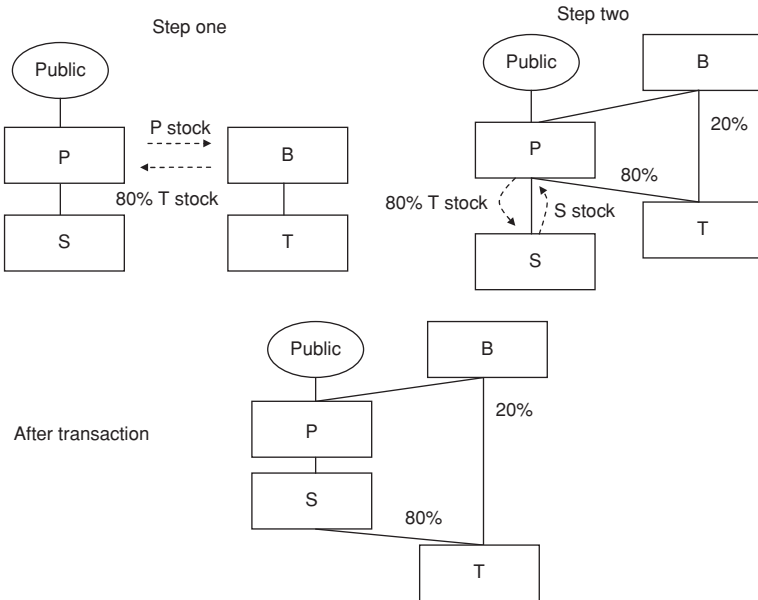 Step one
Public
P
P stock
B
80% T stock
S
T
Step two
Public
B
20%
P
80%
80% T stock
S stock
T
S
After transaction
Public
B
20%
P
S
80%
T